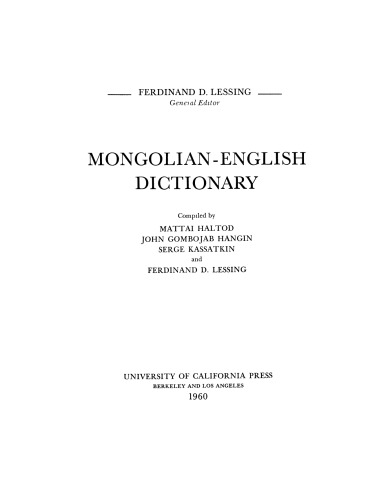 FERDINAND D. LESSING
General Editor
MONGOLIAN-ENGLISH
DICTIONARY
Compiled by
MATTAI HALTOD
JOHN GOMBOJAB HANGIN
SERGE KASSATKIN
and
FERDINAND D. LESSING
UNIVERSITY OF CALIFORNIA PRESS
BERKELEY AND LOS ANGELES
1960